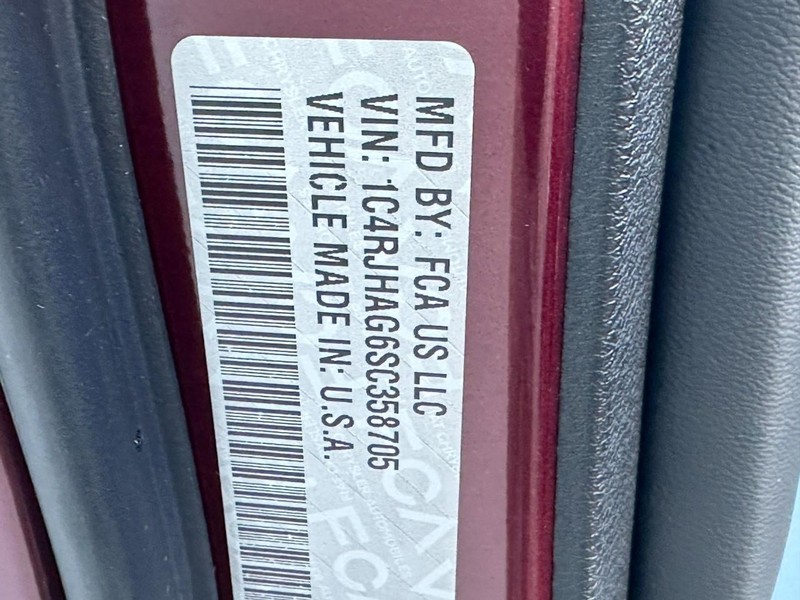 MFD BY: FCA US LLC
VIN: 1C4RJHAG6SC358705
VEHICLE MADE IN: U.S.A.